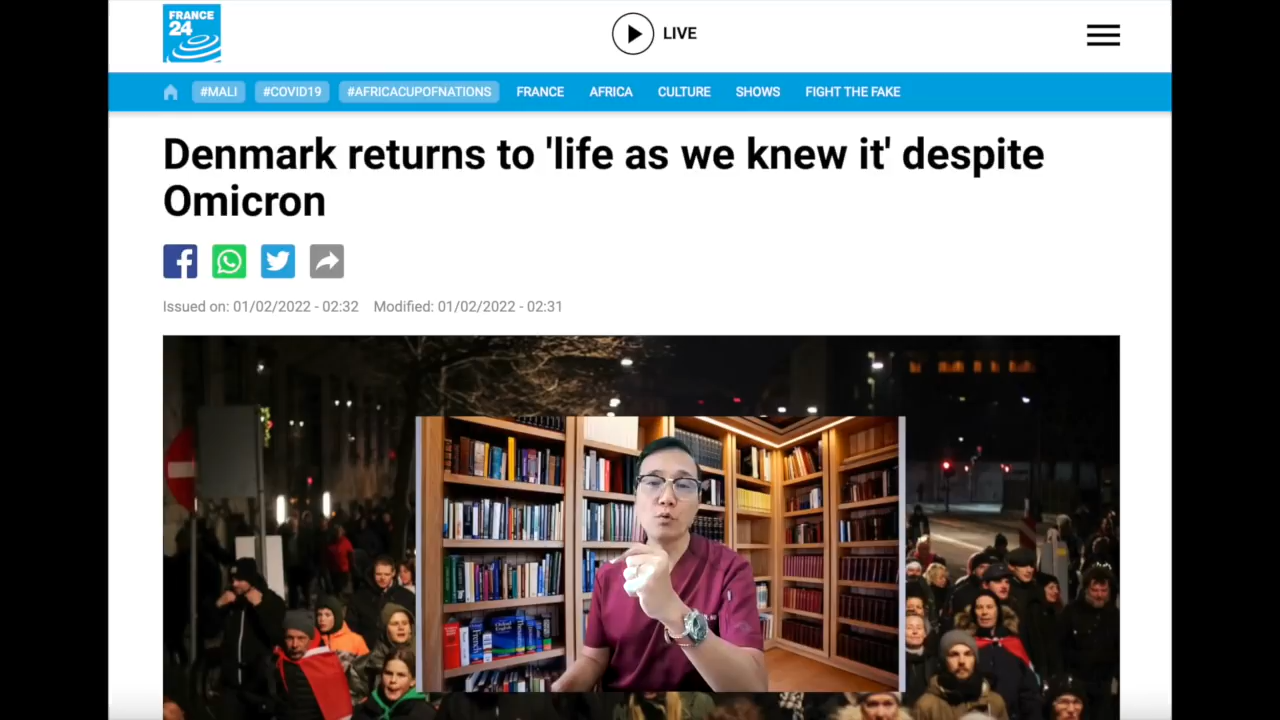 FRANCE
24
LIVE
#MALI #COVID19 #AFRICACUPOFNATIONS FRANCE AFRICA CULTURE SHOWS FIGHT THE FAKE
Denmark returns to 'life as we knew it' despite
Omicron
Issued on: 01/02/2022 - 02:32 Modified: 01/02/2022 - 02:31